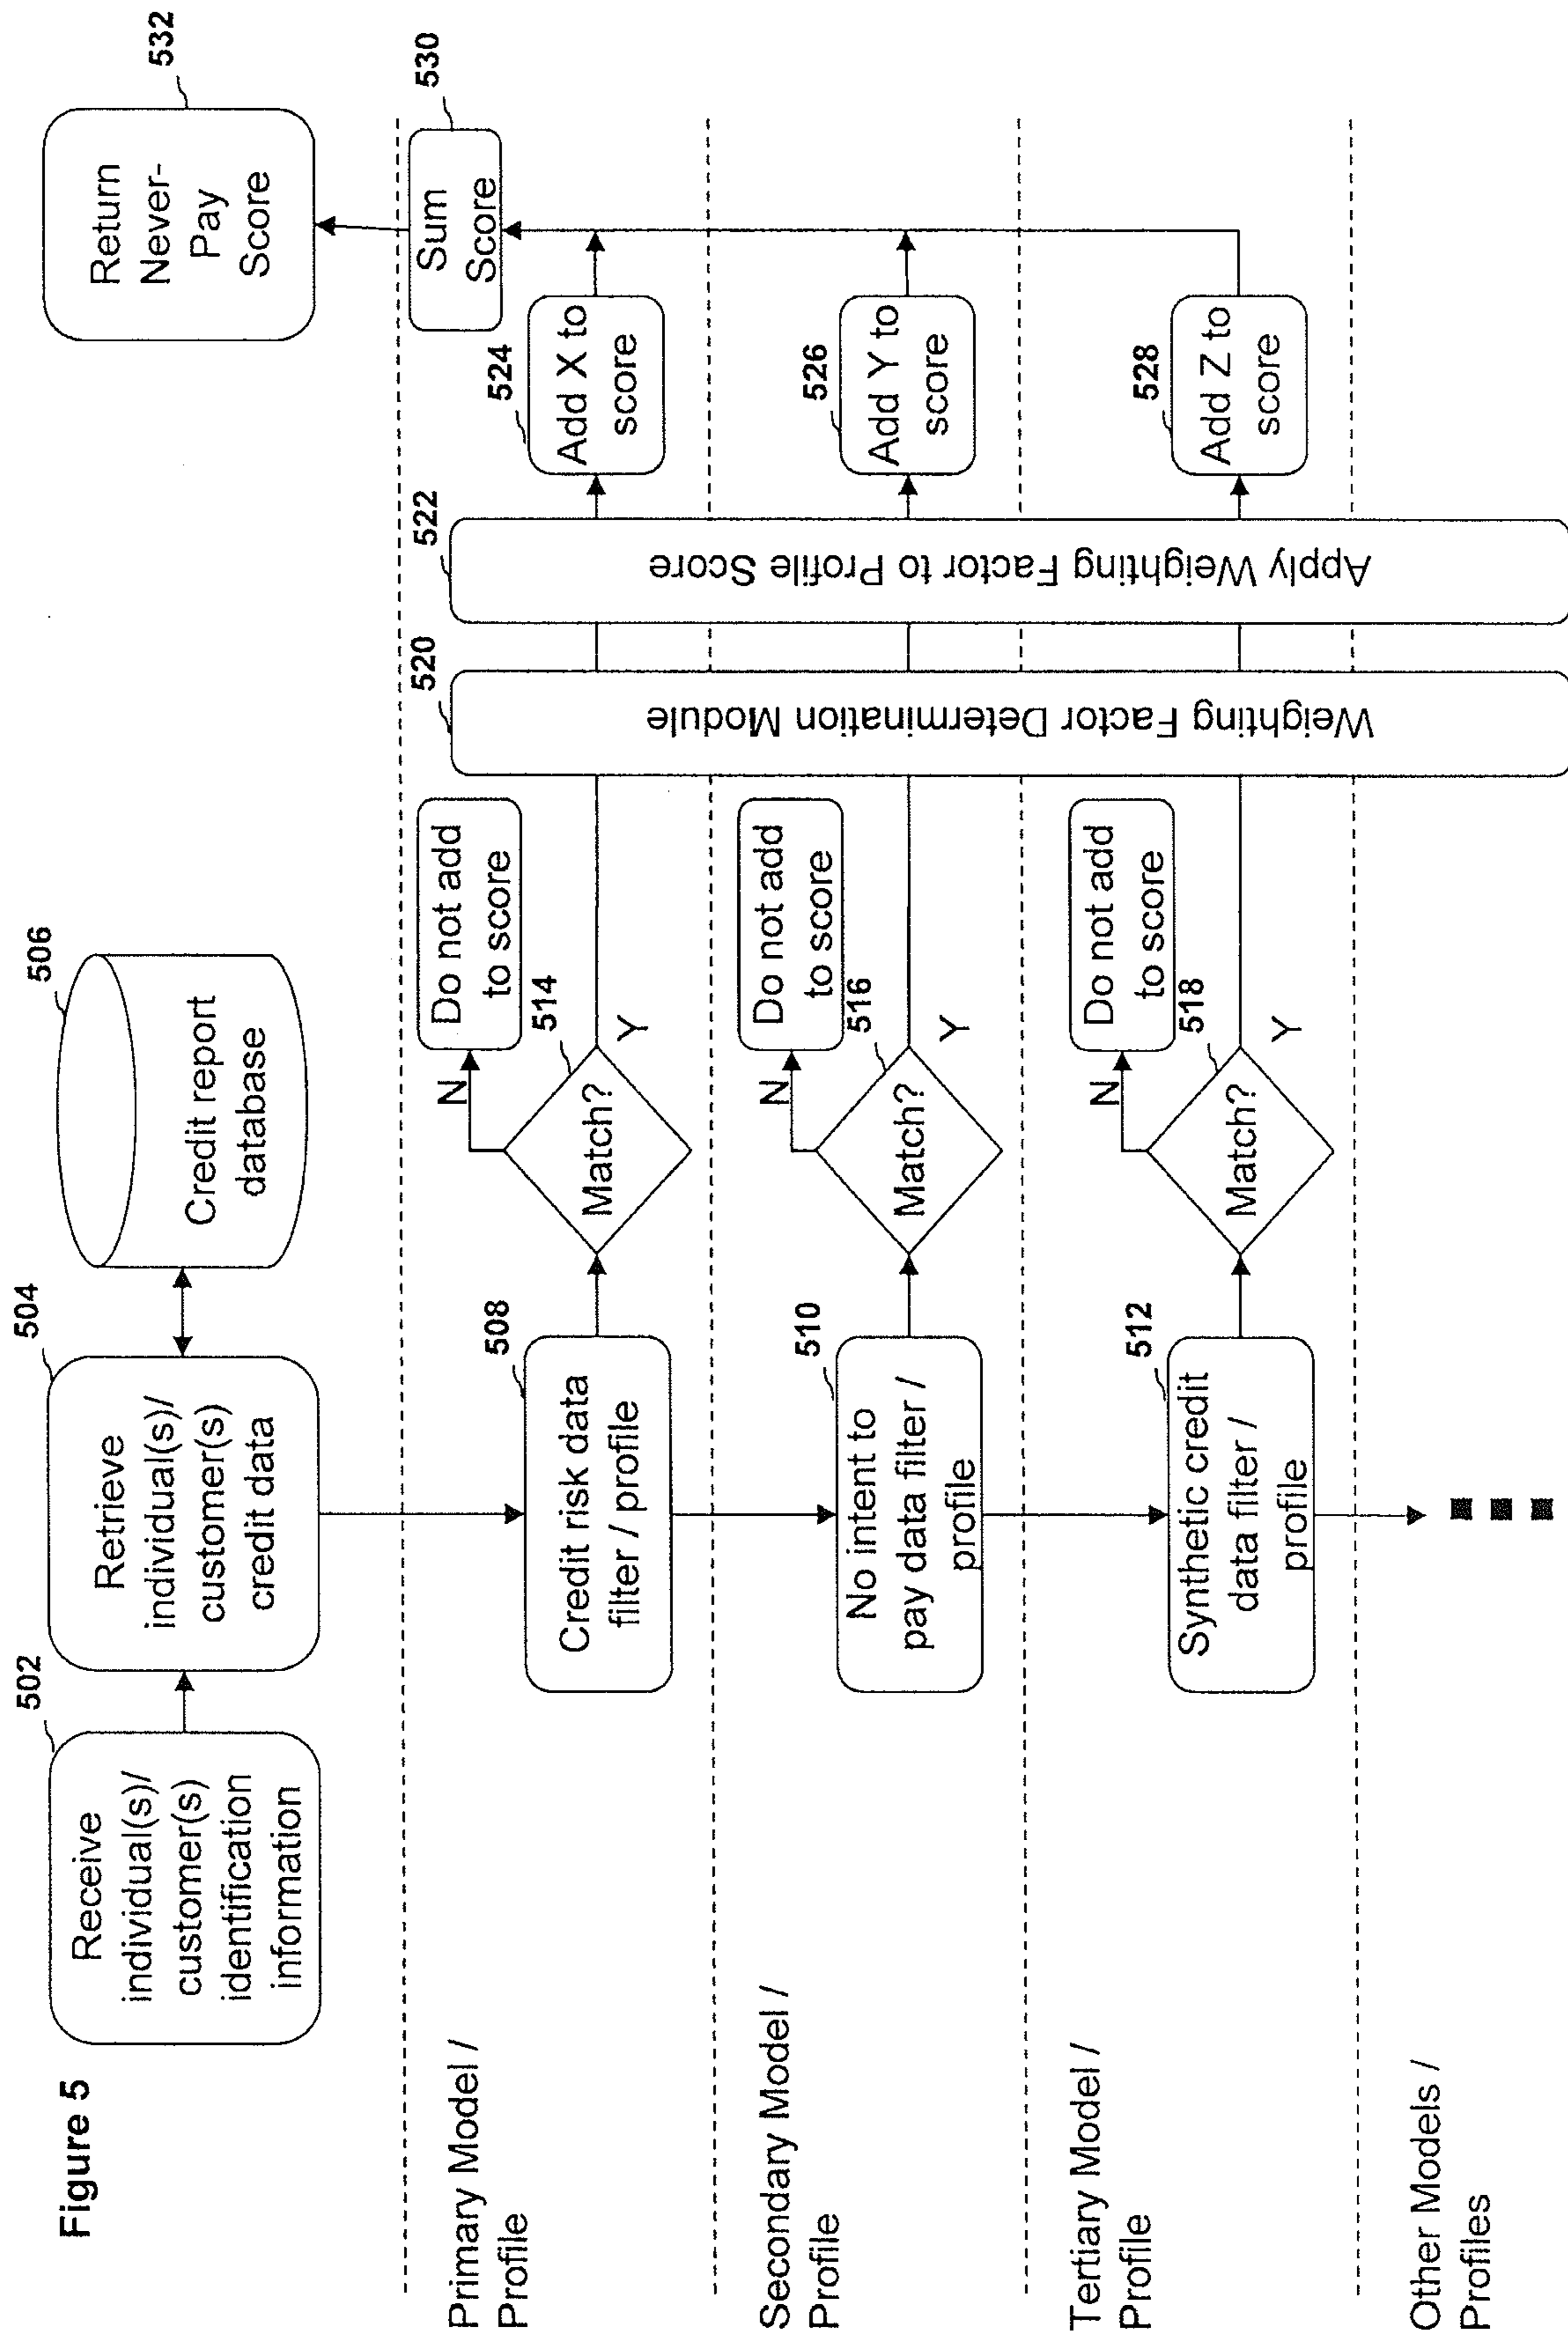 Figure 5
502
Receive
individual(s)/
customer(s)
identification
information
504
Retrieve
individual(s)/
customer(s)
credit data
506
Credit report
database
532
Return
Never-
Pay
Score
Primary Model /
Profile
508
Credit risk data
filter / profile
514
Match?
N
Y
Do not add
to score
520
Weighting Factor Determination Module
522
Apply Weighting Factor to Profile Score
524
Add X to
score
530
Sum
Score
Secondary Model /
Profile
510
No intent to
pay data filter /
profile
516
Match?
N
Y
Do not add
to score
526
Add Y to
score
Tertiary Model /
Profile
512
Synthetic credit
data filter /
profile
518
Match?
N
Y
Do not add
to score
528
Add Z to
score
Other Models /
Profiles